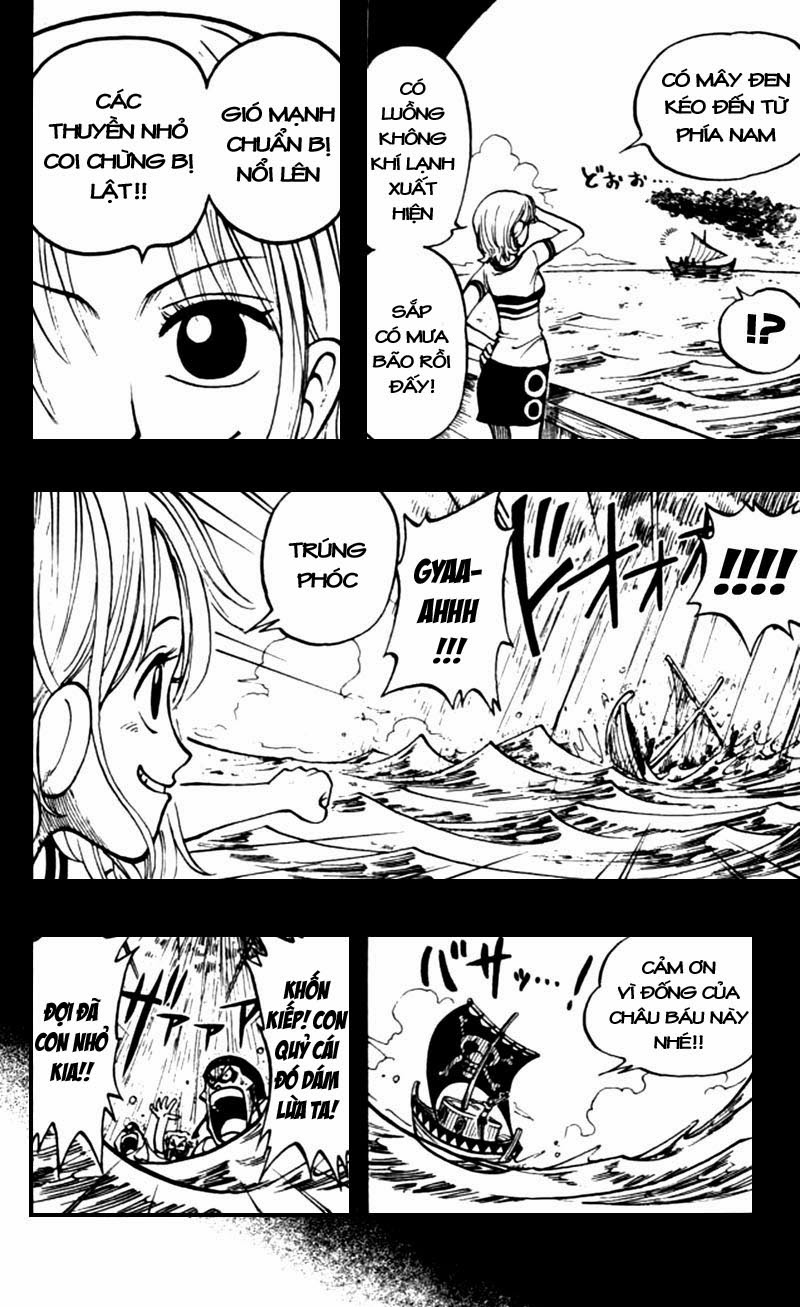 CÓ MÂY ĐEN
KÉO ĐẾN TỪ
PHÍA NAM
どおぉ....
!?
CÓ
LUỒNG
KHÔNG
KHÍ LẠNH
XUẤT
HIỆN
SẮP
CÓ MƯA
BÃO RỒI
ĐẤY!
GIÓ MẠNH
CHUẨN BỊ
NỔI LÊN
CÁC
THUYỀN NHỎ
COI CHỪNG BỊ
LẬT!!
!!!!
ドドォォ
GYAA-
AHHH
!!!
TRÚNG
PHÓC
CẢM ƠN
VÌ ĐỐNG CỦA
CHÂU BÁU NÀY
NHÉ!!
バサッ...!
KHỐN
KIẾP! CON
QUỶ CÁI
ĐÓ DÁM
LỪA TA!
ザァァァ
ĐỢI ĐÃ
CON NHỎ
KIA!!